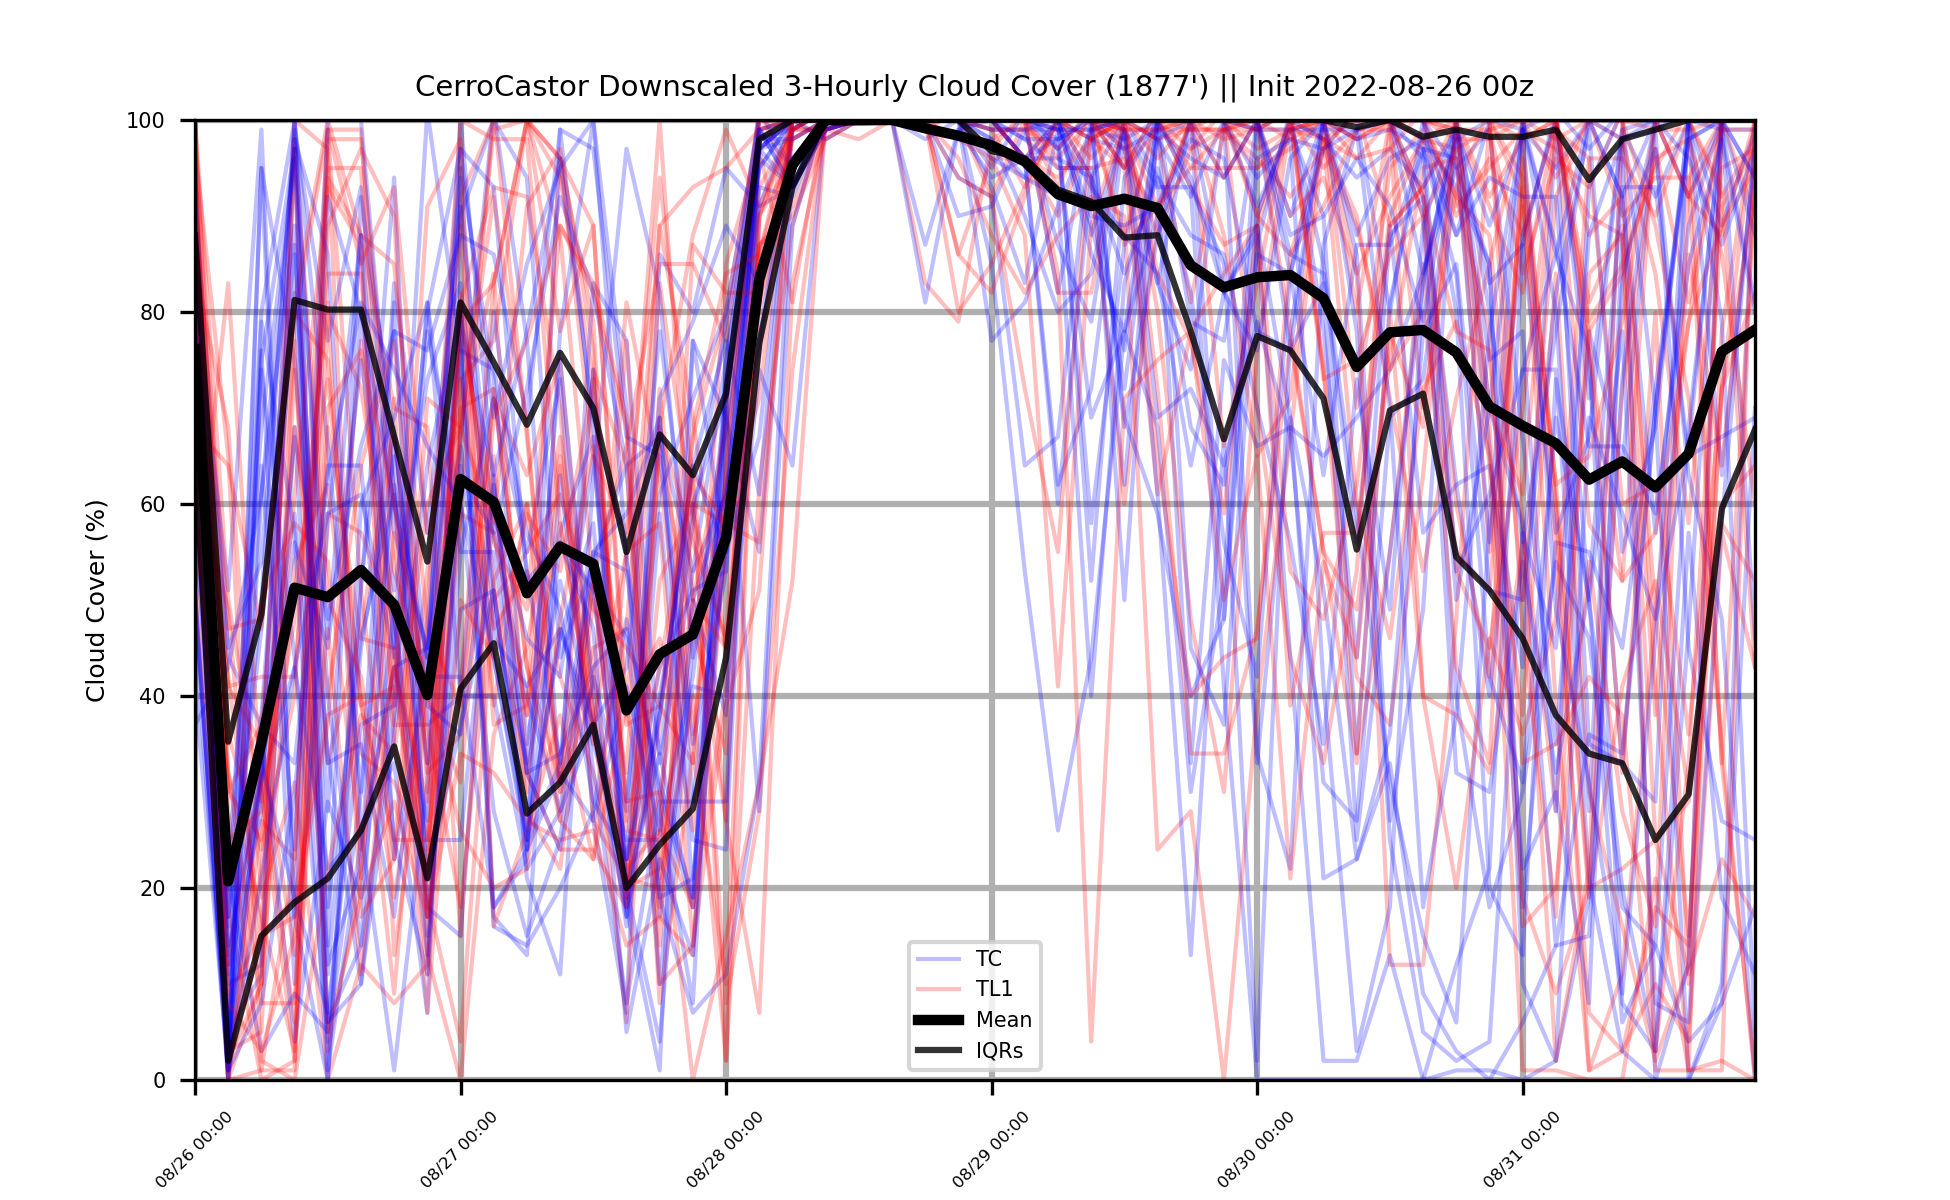 CerroCastor Downscaled 3-Hourly Cloud Cover (1877') || Init 2022-08-26 00z
Cloud Cover (%)
100
80
60
40
20
0
TC
TL1
Mean
IQRs
08/26 00:00
08/27 00:00
08/28 00:00
08/29 00:00
08/30 00:00
08/31 00:00